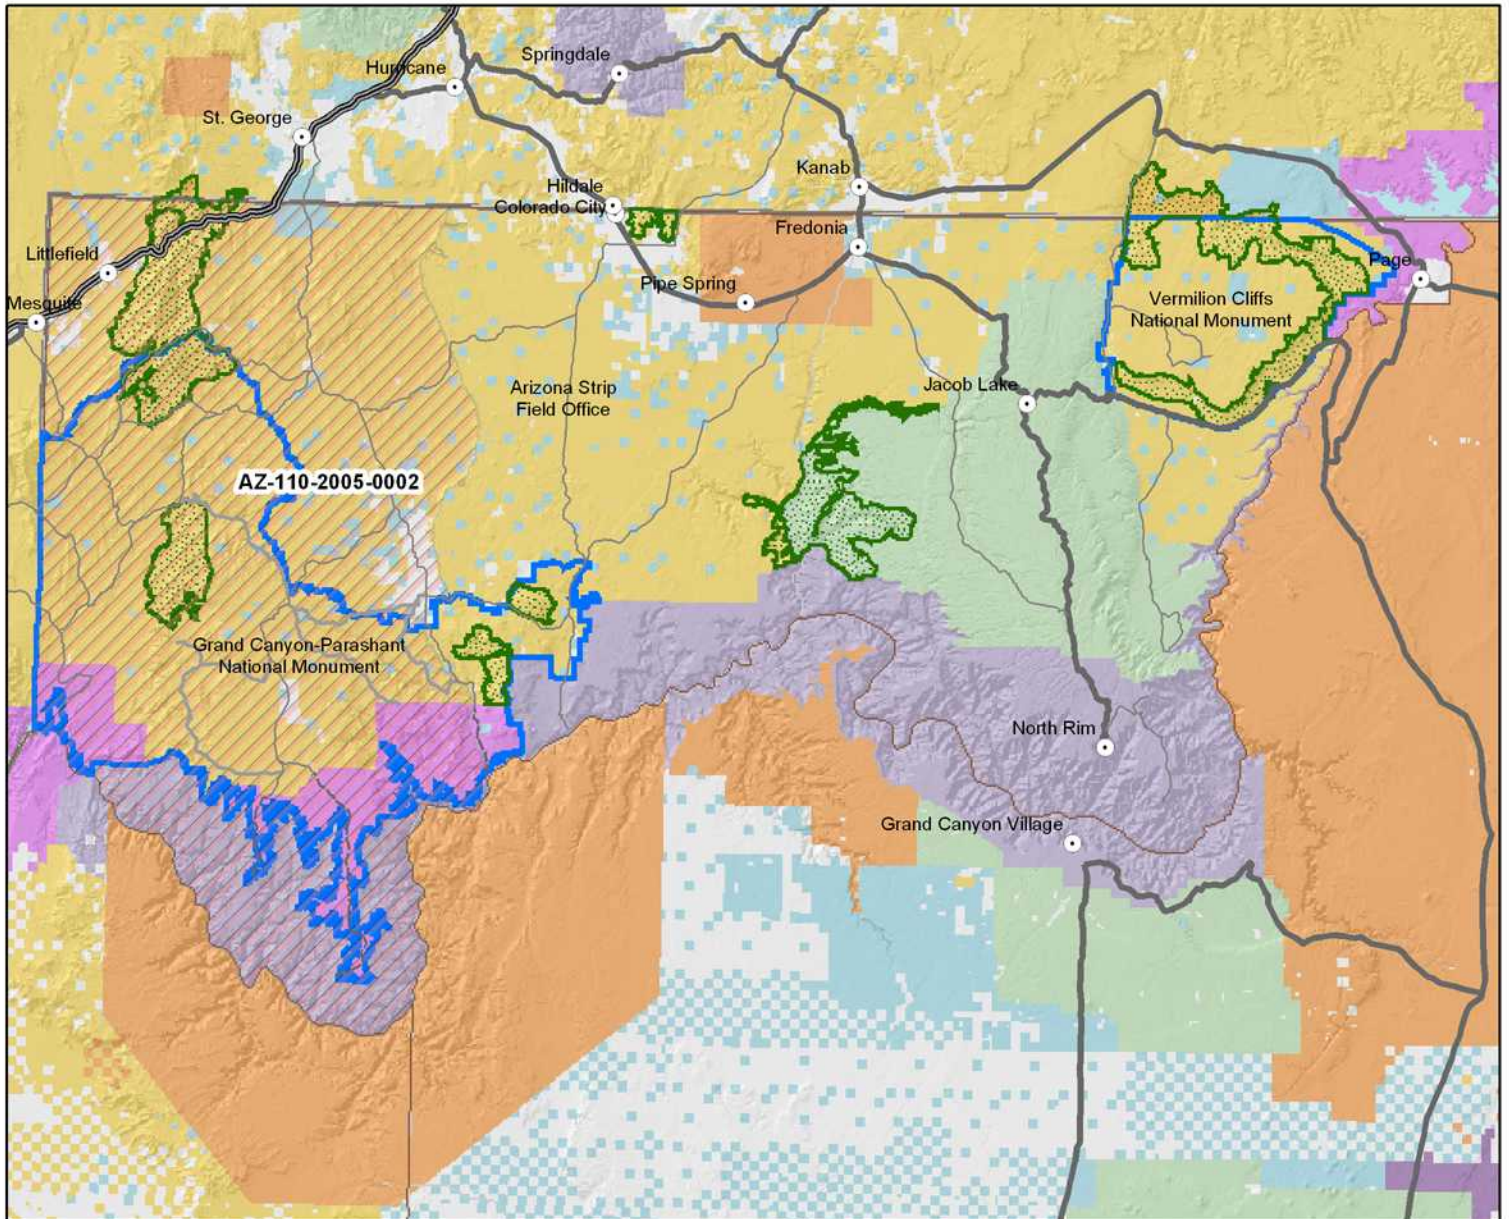 Springdale
Hurricane
St. George
Kanab
Hildale
Colorado City
Fredonia
Littlefield
Page
Pipe Spring
Mesquite
Vermilion Cliffs
National Monument
Jacob Lake
Arizona Strip
Field Office
AZ-110-2005-0002
Grand Canyon-Parashant
National Monument
North Rim
Grand Canyon Village